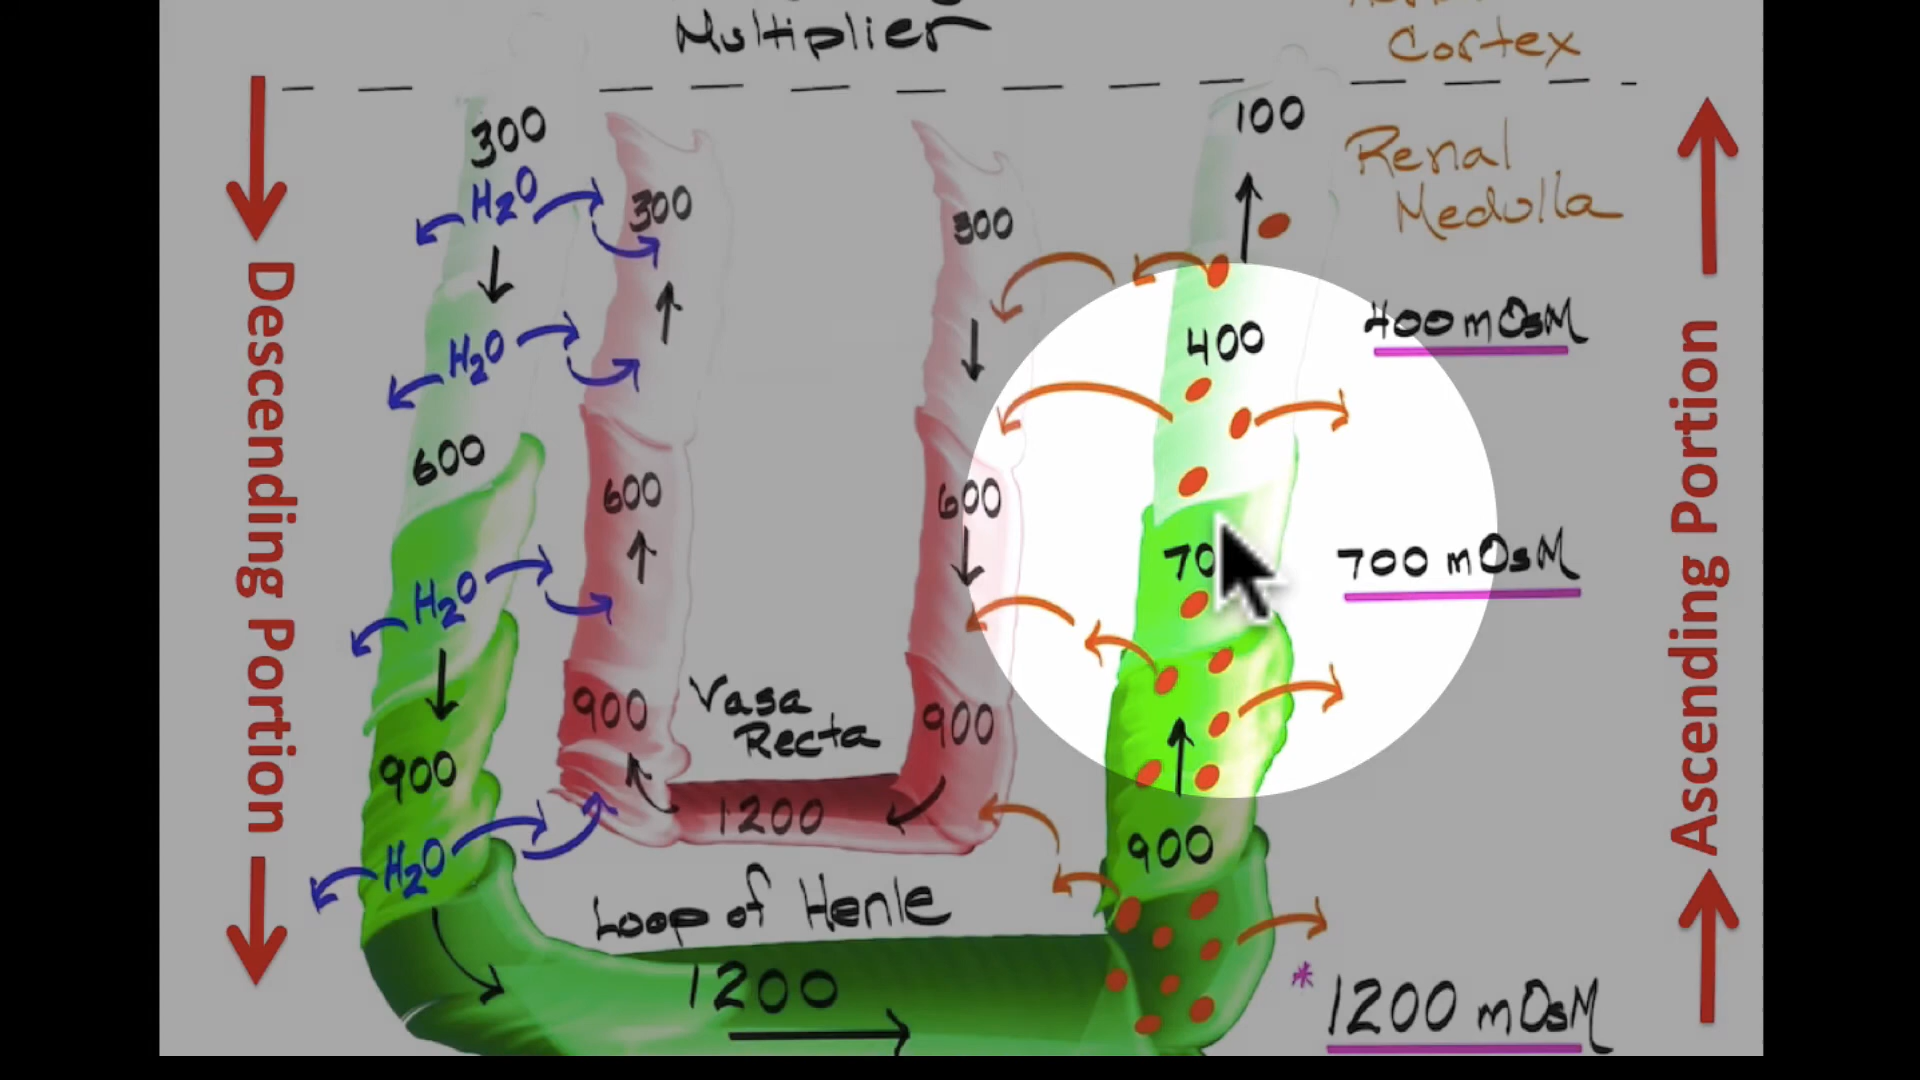 Multiplier
Cortex
Renal
Medulla
300
H2O
300
300
100
H2O
400
400 mOsM
600
600
600
70
700 mOsM
H2O
900
900
900
Vasa
Recta
1200
900
H2O
Loop of Henle
1200
* 1200 mOsM
Descending Portion
Ascending Portion